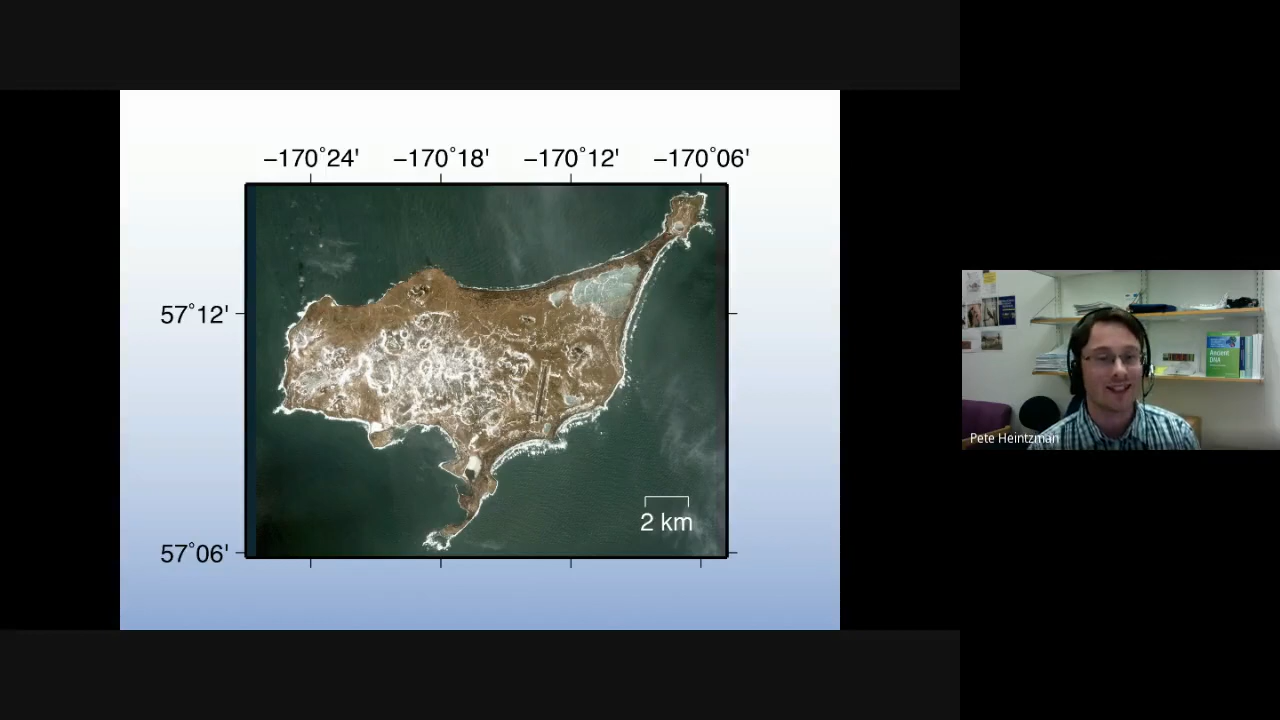 −170˚24' −170˚18' −170˚12' −170˚06'
57˚12'
57˚06'
2 km
Ancient
DNA
Pete Heintzman